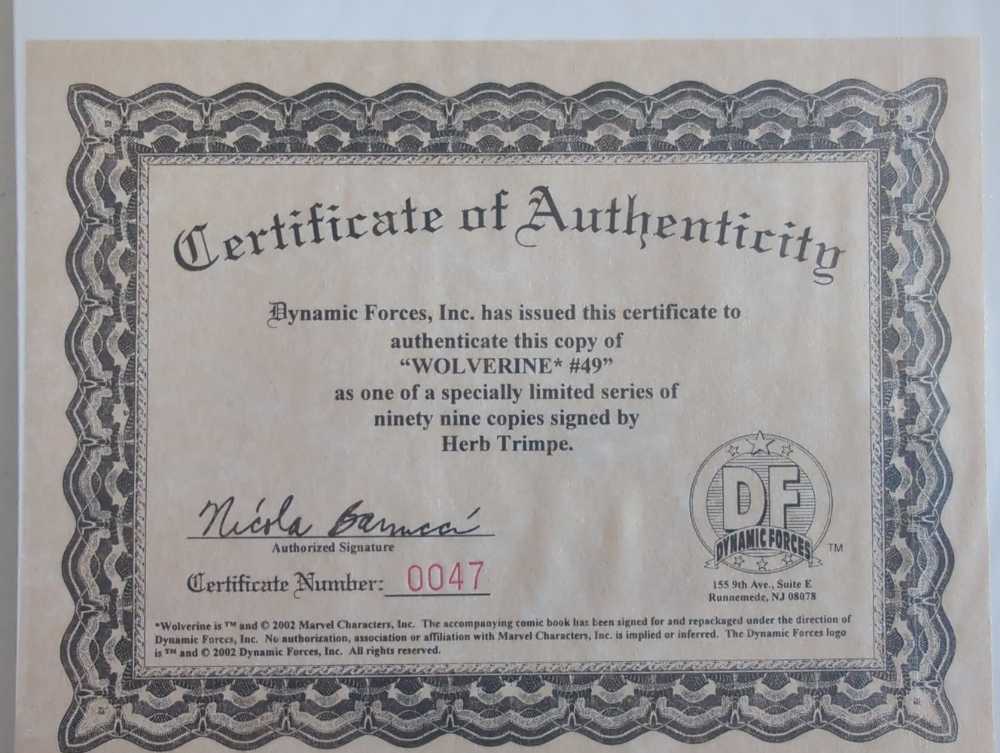 Certificate of Authenticity
Dynamic Forces, Inc. has issued this certificate to
authenticate this copy of
“WOLVERINE* #49”
as one of a specially limited series of
ninety nine copies signed by
Herb Trimpe.
Nicola Barrucci
Authorized Signature
Certificate Number: 0047
DF
DYNAMIC FORCES
TM
155 9th Ave., Suite E
Runnemede, NJ 08078
*Wolverine is ™ and © 2002 Marvel Characters, Inc. The accompanying comic book has been signed for and repackaged under the direction of
Dynamic Forces, Inc. No authorization, association or affiliation with Marvel Characters, Inc. is implied or inferred. The Dynamic Forces logo
is ™ and © 2002 Dynamic Forces, Inc. All rights reserved.